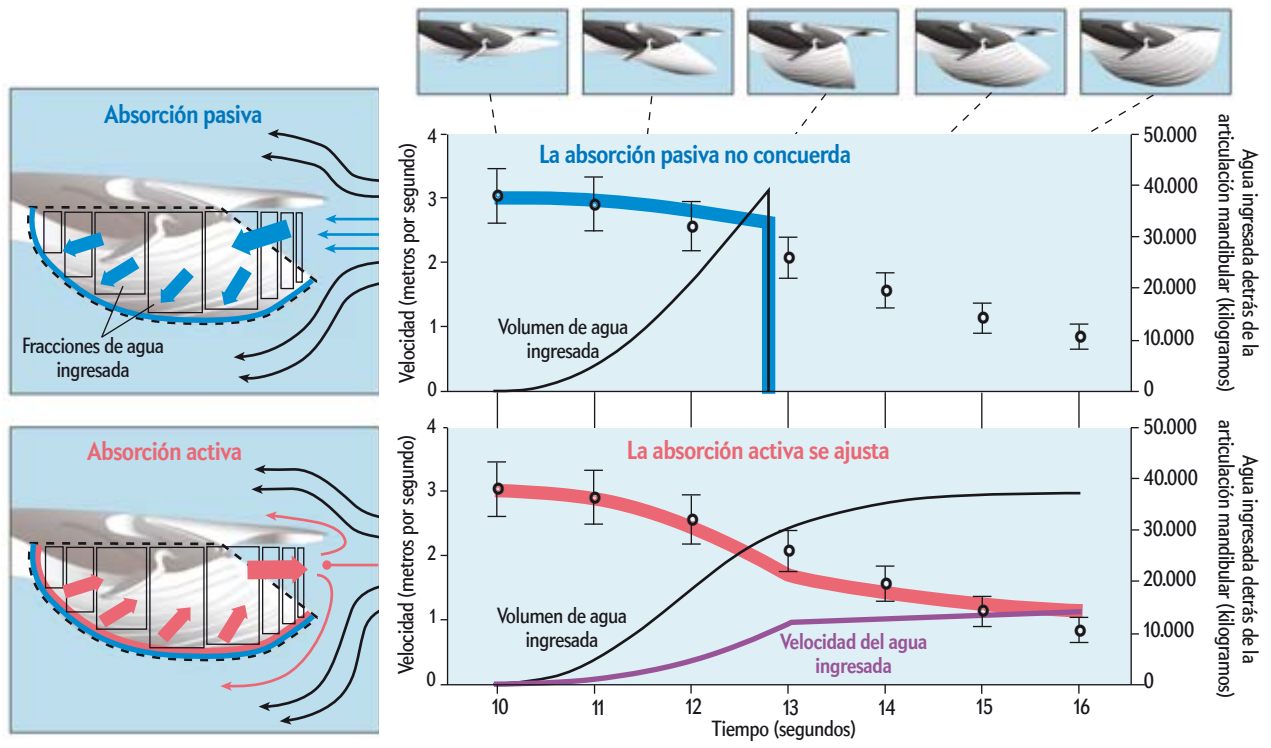 Absorción pasiva
Fracciones de agua
ingresada
La absorción pasiva no concuerda
Velocidad (metros por segundo)
4
3
2
1
0
Volumen de agua
ingresada
50.000
40.000
30.000
20.000
10.000
0
Agua ingresada detrás de la
articulación mandibular (kilogramos)
Absorción activa
La absorción activa se ajusta
Velocidad (metros por segundo)
4
3
2
1
0
Volumen de agua
ingresada
Velocidad del agua
ingresada
50.000
40.000
30.000
20.000
10.000
0
Agua ingresada detrás de la
articulación mandibular (kilogramos)
10 11 12 13 14 15 16
Tiempo (segundos)